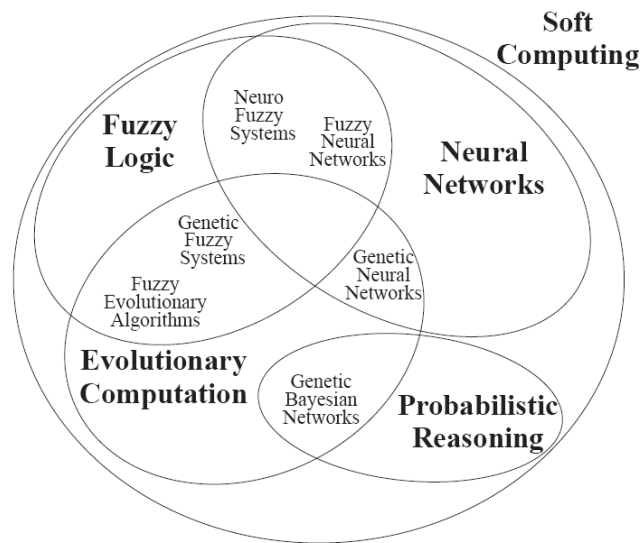 Soft
Computing
Neuro
Fuzzy
Systems
Fuzzy
Neural
Networks
Fuzzy
Logic
Neural
Networks
Genetic
Fuzzy
Systems
Genetic
Neural
Networks
Fuzzy
Evolutionary
Algorithms
Evolutionary
Computation
Genetic
Bayesian
Networks
Probabilistic
Reasoning